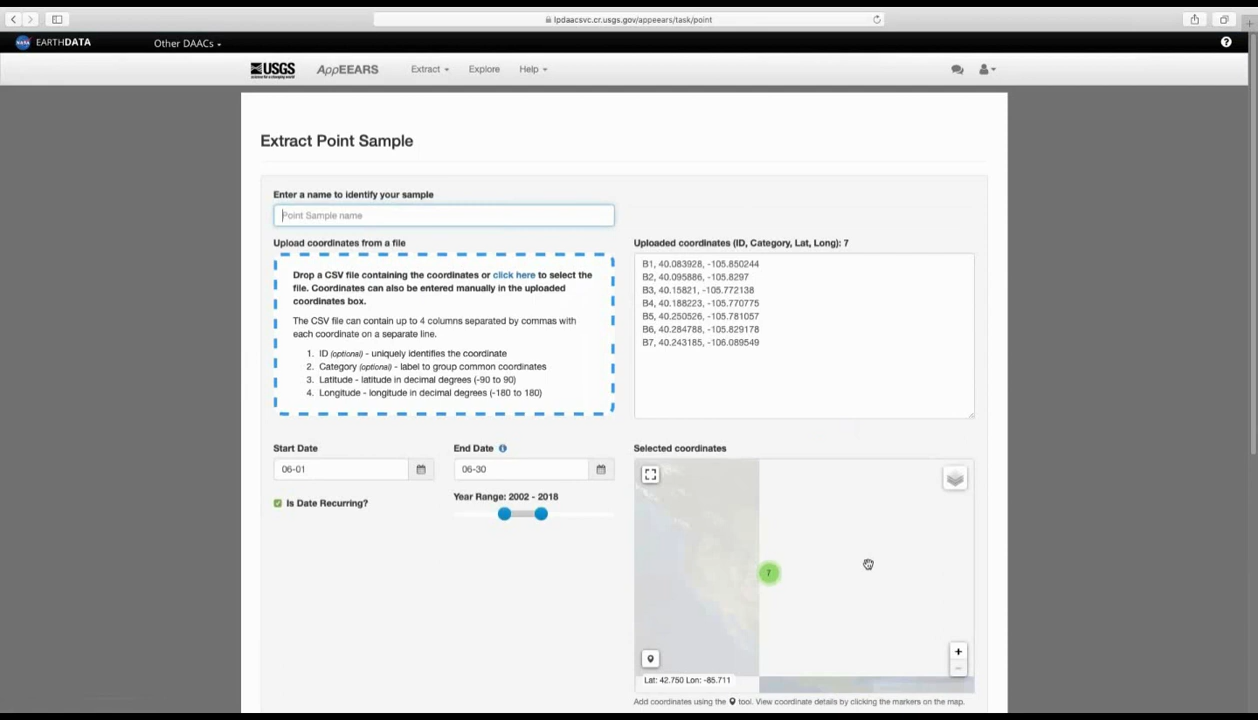 lpdaacsvc.cr.usgs.gov/appeears/task/point
NASA EARTHDATA Other DAACs
USGS AppEEARS Extract Explore Help
Extract Point Sample
Enter a name to identify your sample
Point Sample name
Upload coordinates from a file
Drop a CSV file containing the coordinates or click here to select the
file. Coordinates can also be entered manually in the uploaded
coordinates box.
The CSV file can contain up to 4 columns separated by commas with
each coordinate on a separate line.
1. ID (optional) - uniquely identifies the coordinate
2. Category (optional) - label to group common coordinates
3. Latitude - latitude in decimal degrees (-90 to 90)
4. Longitude - longitude in decimal degrees (-180 to 180)
Uploaded coordinates (ID, Category, Lat, Long): 7
B1, 40.083928, -105.850244
B2, 40.095886, -105.8297
B3, 40.15821, -105.772138
B4, 40.188223, -105.770775
B5, 40.250526, -105.781057
B6, 40.284788, -105.829178
B7, 40.243185, -106.089549
Start Date
06-01
End Date
06-30
Is Date Recurring?
Year Range: 2002 - 2018
Selected coordinates
7
+
−
Lat: 42.750 Lon: -85.711
Add coordinates using the tool. View coordinate details by clicking the markers on the map.